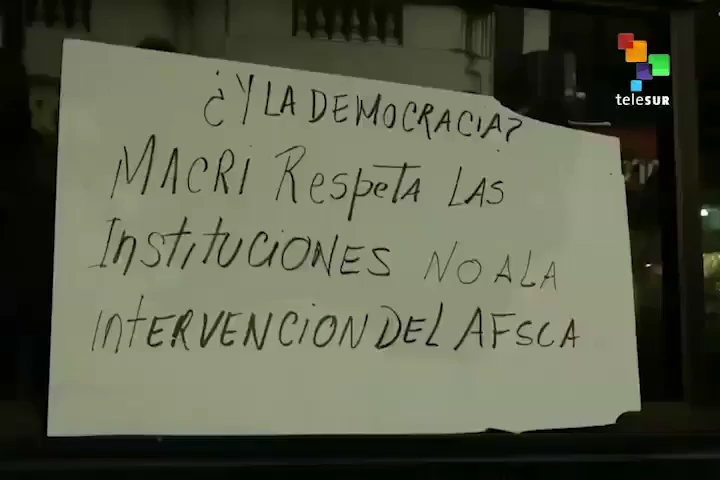 ¿Y LA DEMOCRACIA?
MACRI Respeta LAS
InstituCIONES NO A LA
intERVENCION DEL AFSCA
teleSUR